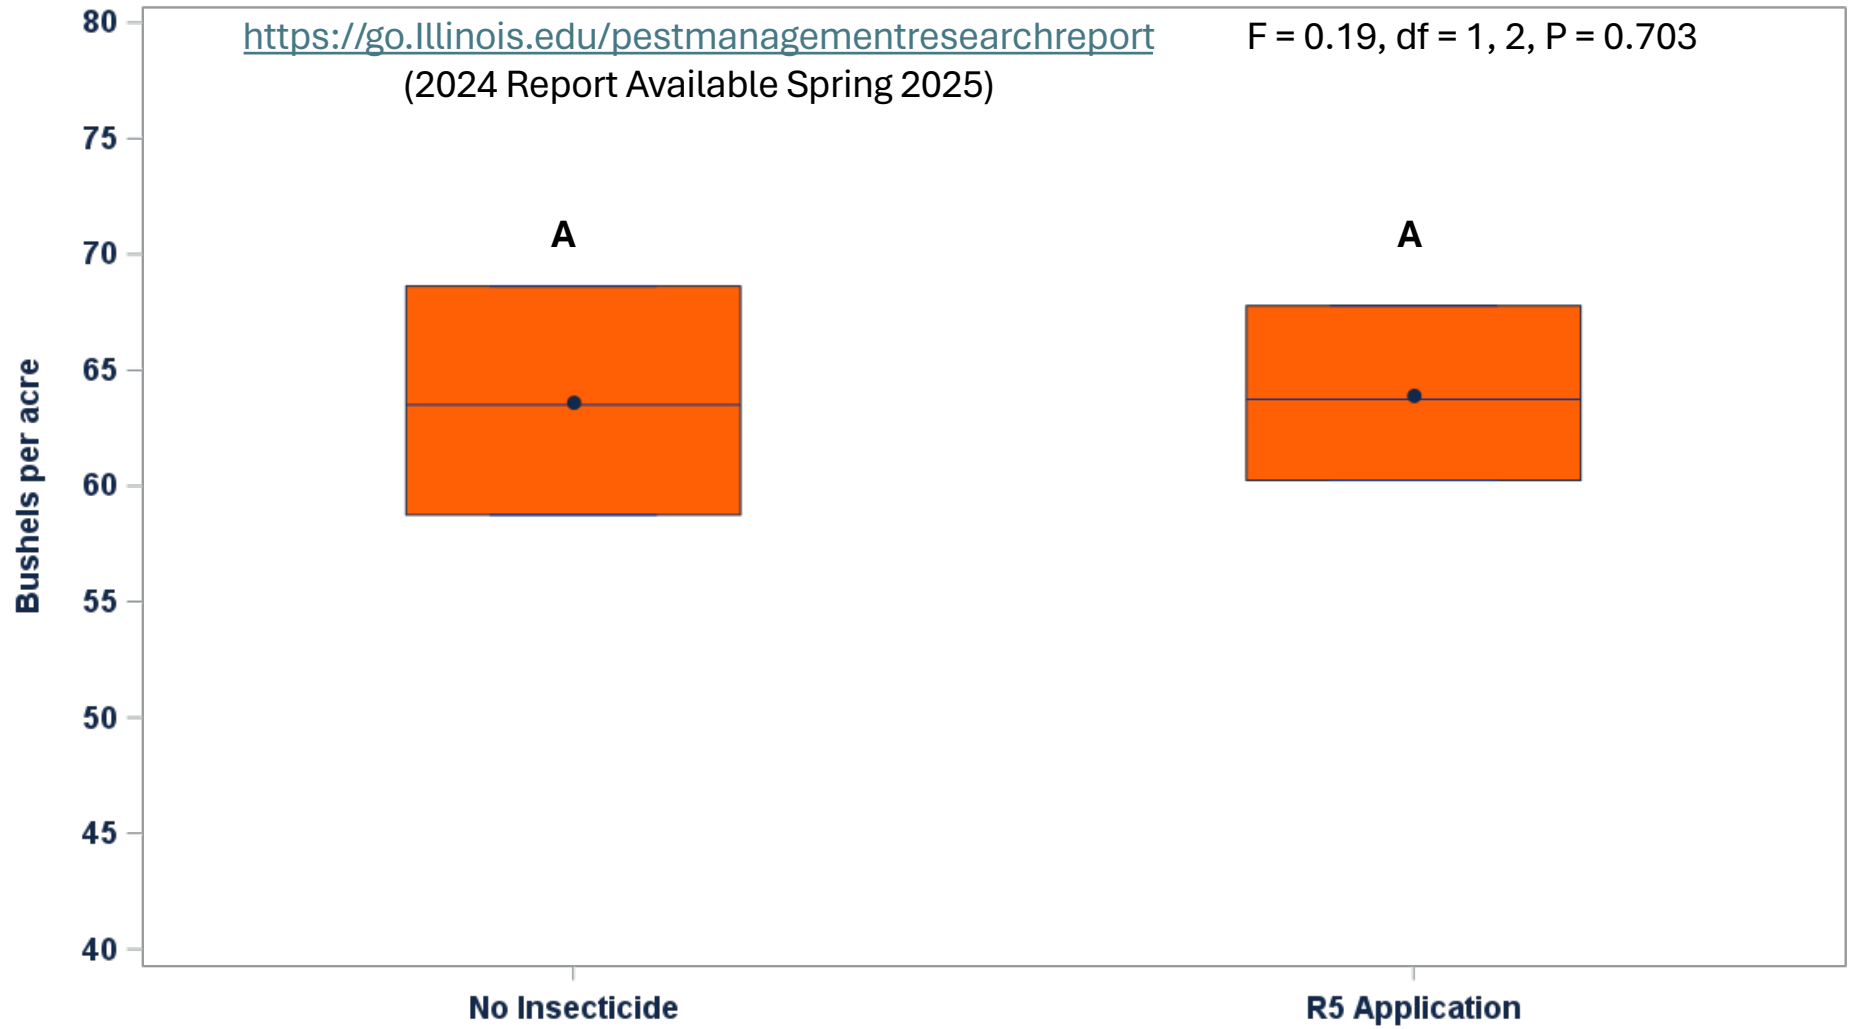 https://go.Illinois.edu/pestmanagementresearchreport
(2024 Report Available Spring 2025)
F = 0.19, df = 1, 2, P = 0.703
80
75
70
65
60
55
50
45
40
Bushels per acre
A
A
No Insecticide
R5 Application